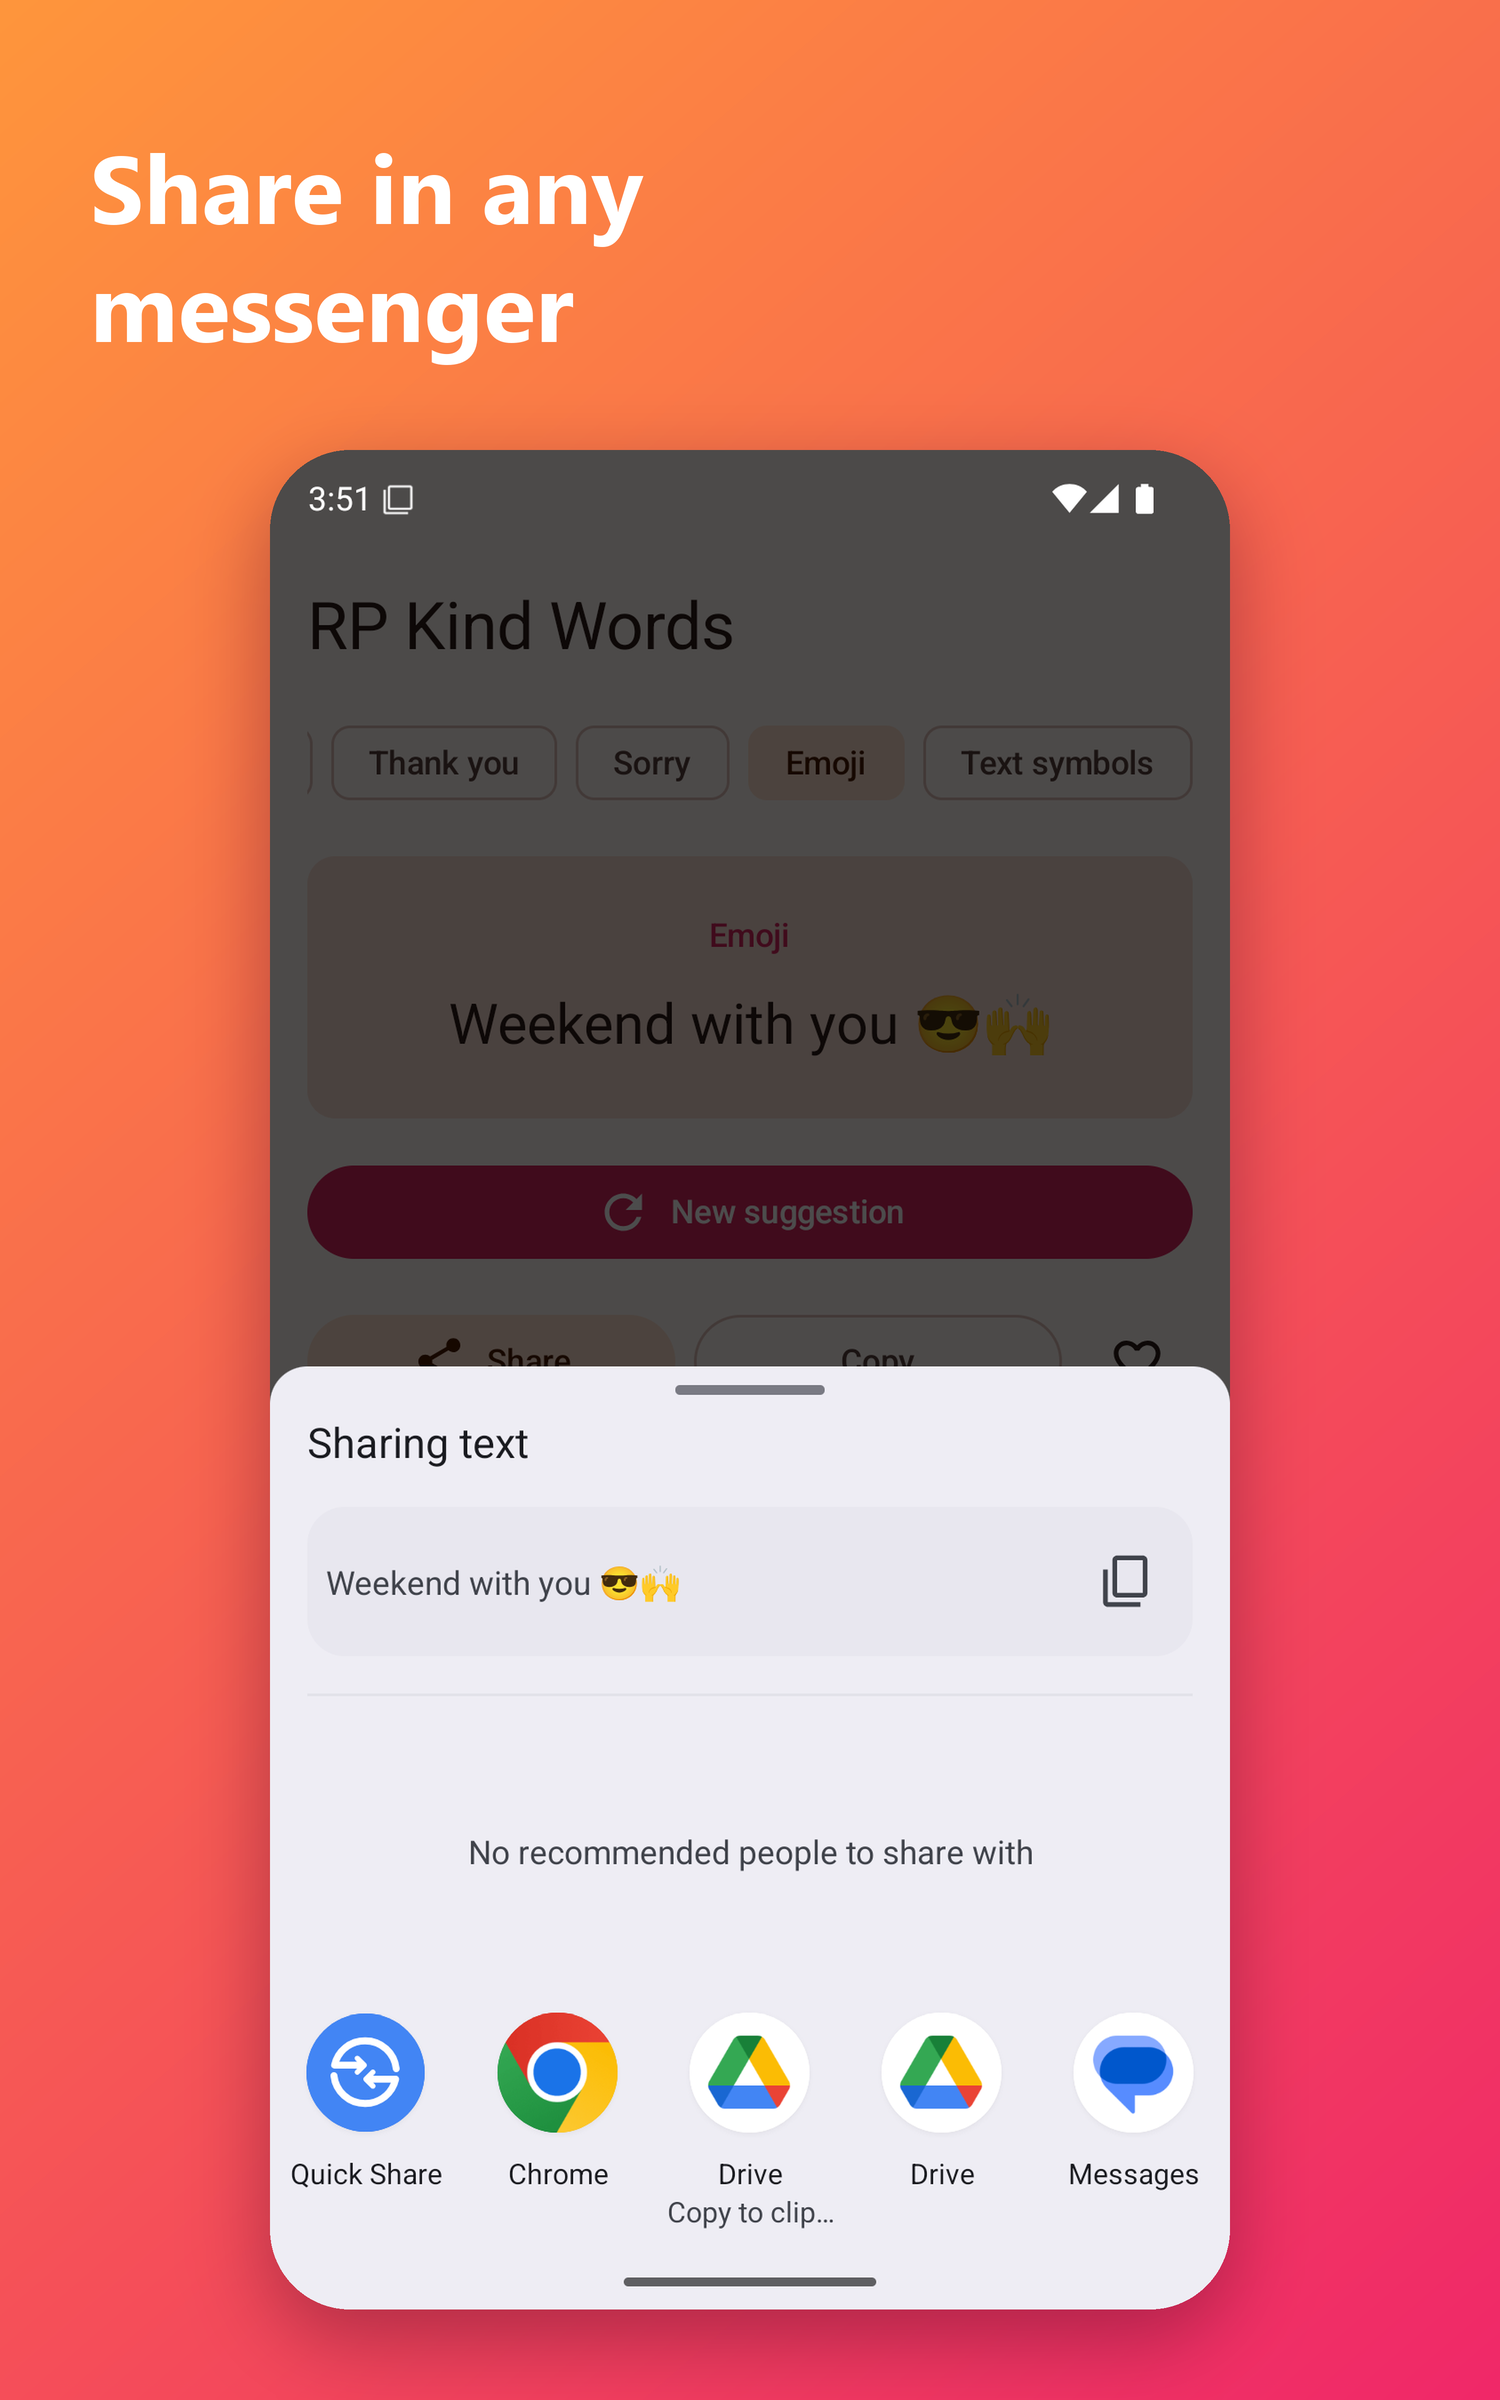 Share in any
messenger
3:51
RP Kind Words
Thank you
Sorry
Emoji
Text symbols
Emoji
Weekend with you 😎🙌
New suggestion
Share
Copy
Sharing text
Weekend with you 😎🙌
No recommended people to share with
Quick Share
Chrome
Drive
Drive
Messages
Copy to clip...